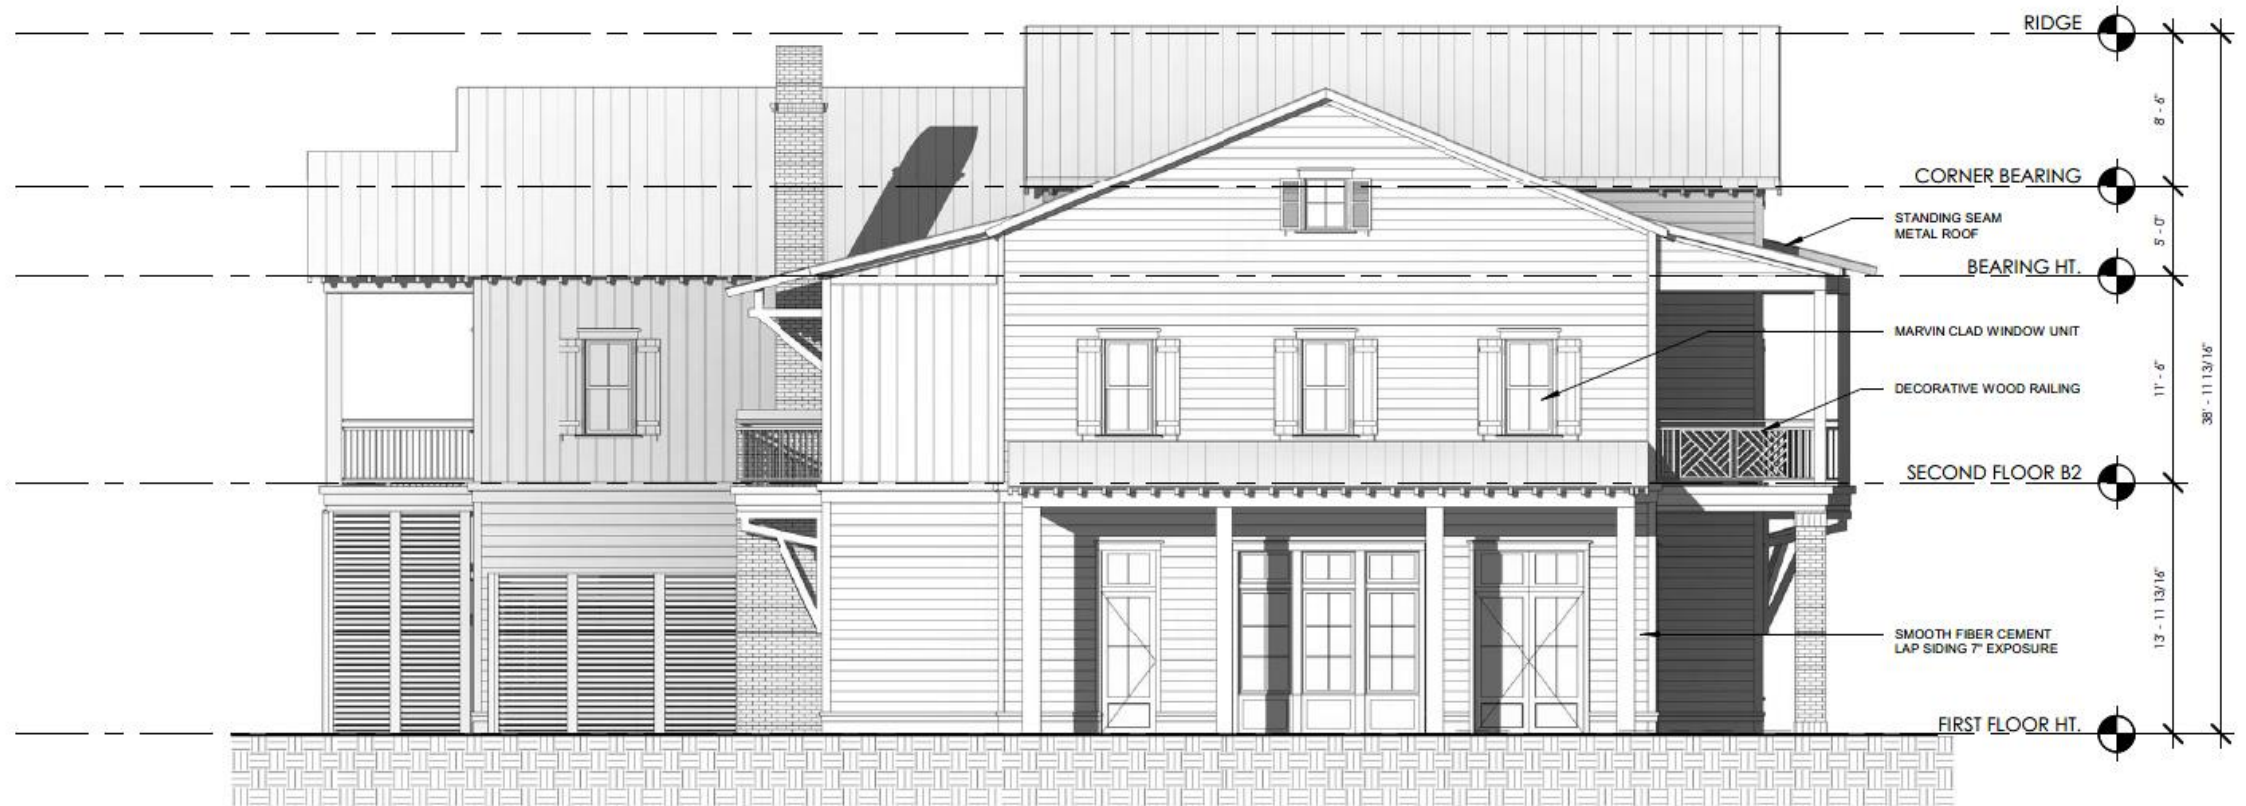 RIDGE
8' - 6"
CORNER BEARING
STANDING SEAM
METAL ROOF
5' - 0"
BEARING HT.
MARVIN CLAD WINDOW UNIT
11' - 6"
38' - 11 13/16"
DECORATIVE WOOD RAILING
SECOND FLOOR B2
13' - 11 13/16"
SMOOTH FIBER CEMENT
LAP SIDING 7" EXPOSURE
FIRST FLOOR HT.